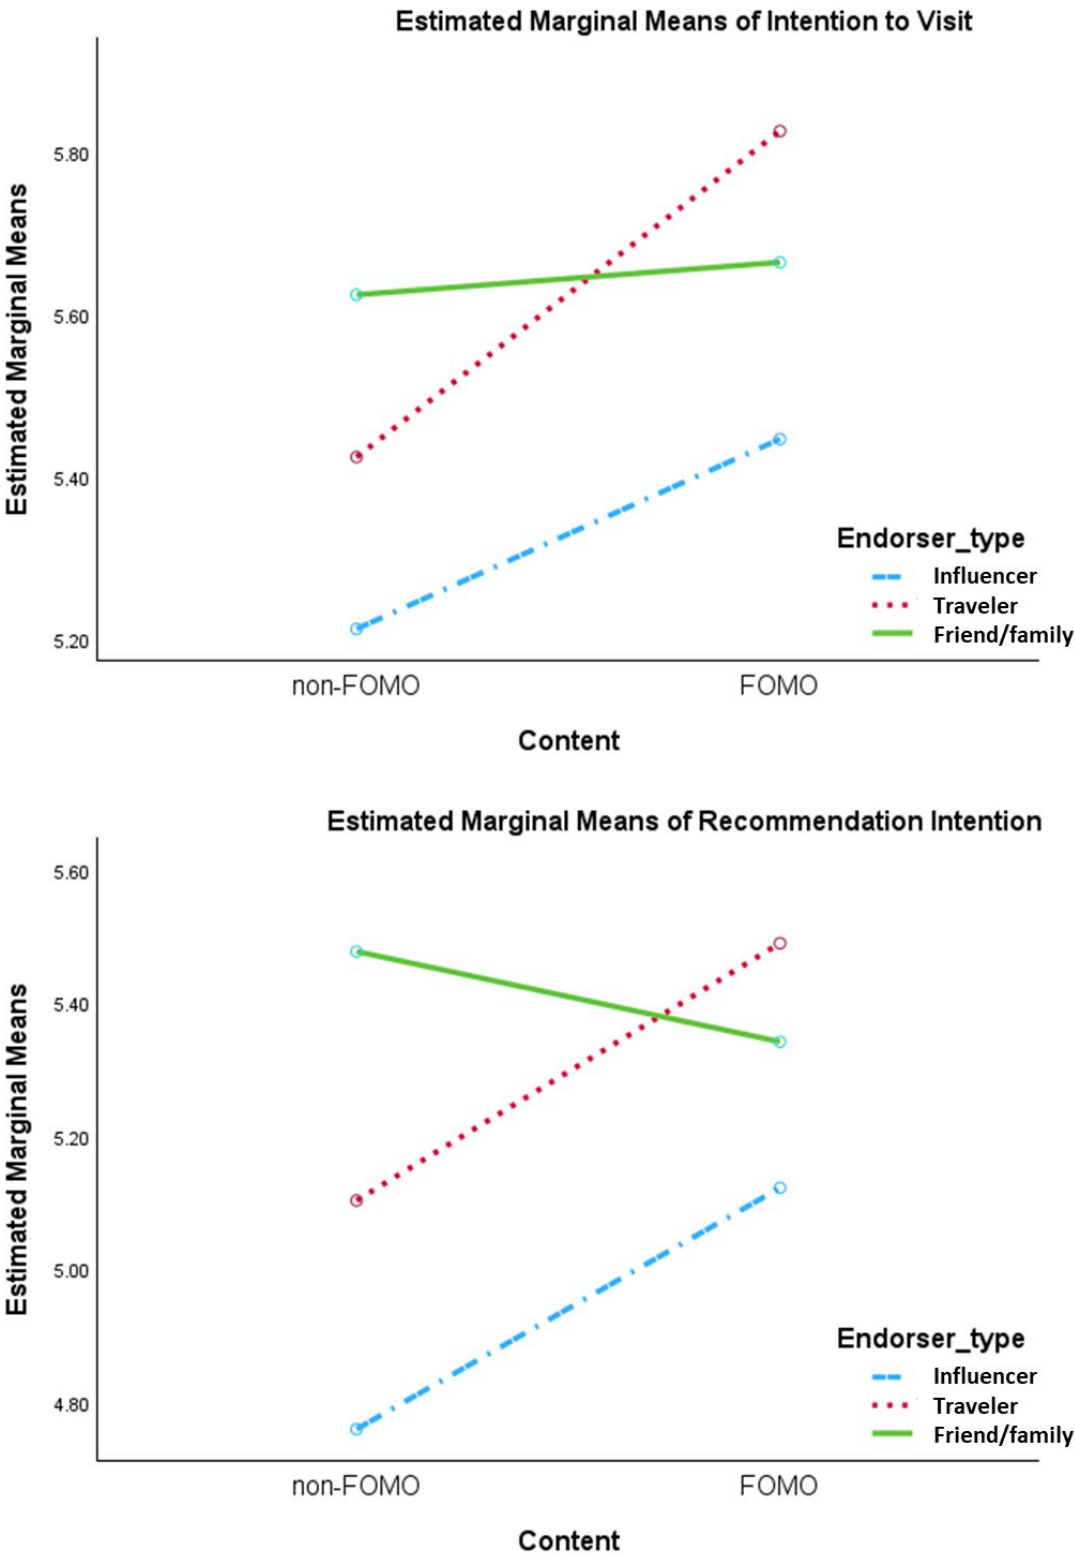 Estimated Marginal Means of Intention to Visit
Estimated Marginal Means
5.80
5.60
5.40
5.20
Endorser_type
Influencer
Traveler
Friend/family
non-FOMO
FOMO
Content
Estimated Marginal Means of Recommendation Intention
Estimated Marginal Means
5.60
5.40
5.20
5.00
4.80
Endorser_type
Influencer
Traveler
Friend/family
non-FOMO
FOMO
Content